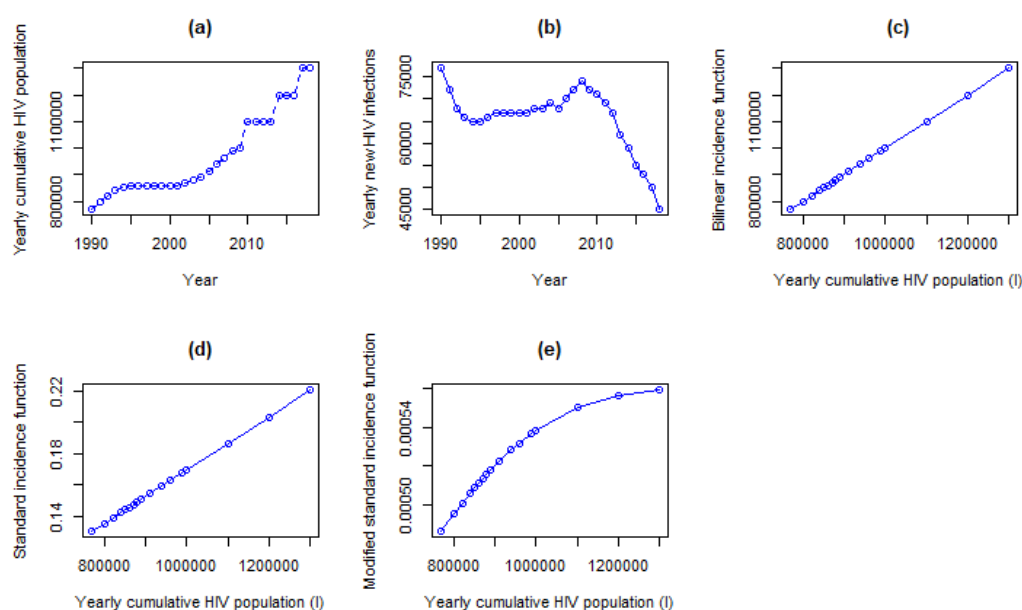 (a)
Yearly cumulative HIV population
800000
1100000
1990
2000
2010
Year
(b)
Yearly new HIV infections
45000
60000
75000
1990
2000
2010
Year
(c)
Bilinear incidence function
800000
1100000
800000
1000000
1200000
Yearly cumulative HIV population (I)
(d)
Standard incidence function
0.14
0.18
0.22
800000
1000000
1200000
Yearly cumulative HIV population (I)
(e)
Modified standard incidence function
0.00050
0.00054
800000
1000000
1200000
Yearly cumulative HIV population (I)